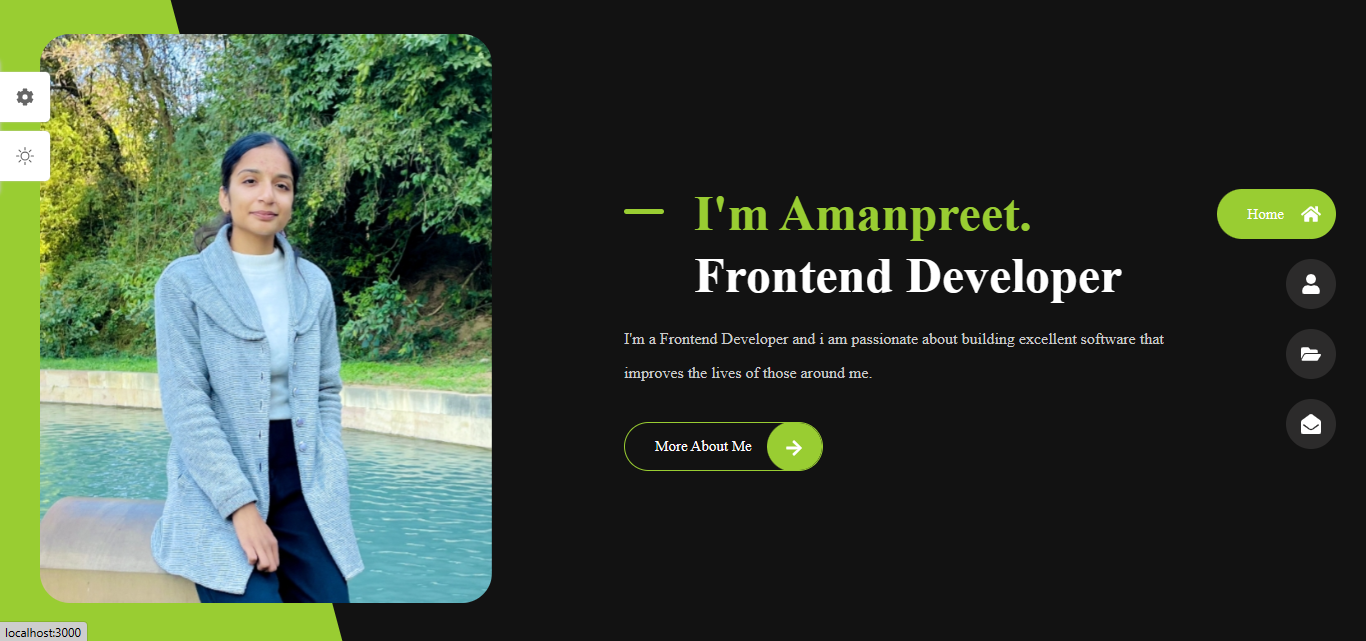 I'm Amanpreet.
Frontend Developer
I'm a Frontend Developer and i am passionate about building excellent software that
improves the lives of those around me.
More About Me
Home
localhost:3000